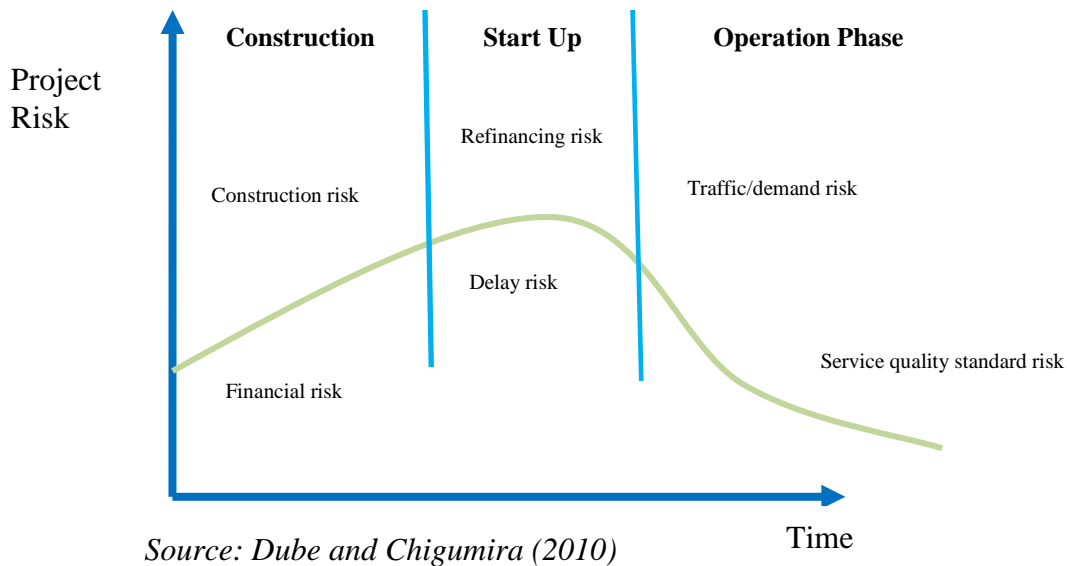 Construction
Start Up
Operation Phase
Project
Risk
Refinancing risk
Construction risk
Traffic/demand risk
Delay risk
Service quality standard risk
Financial risk
Time
Source: Dube and Chigumira (2010)